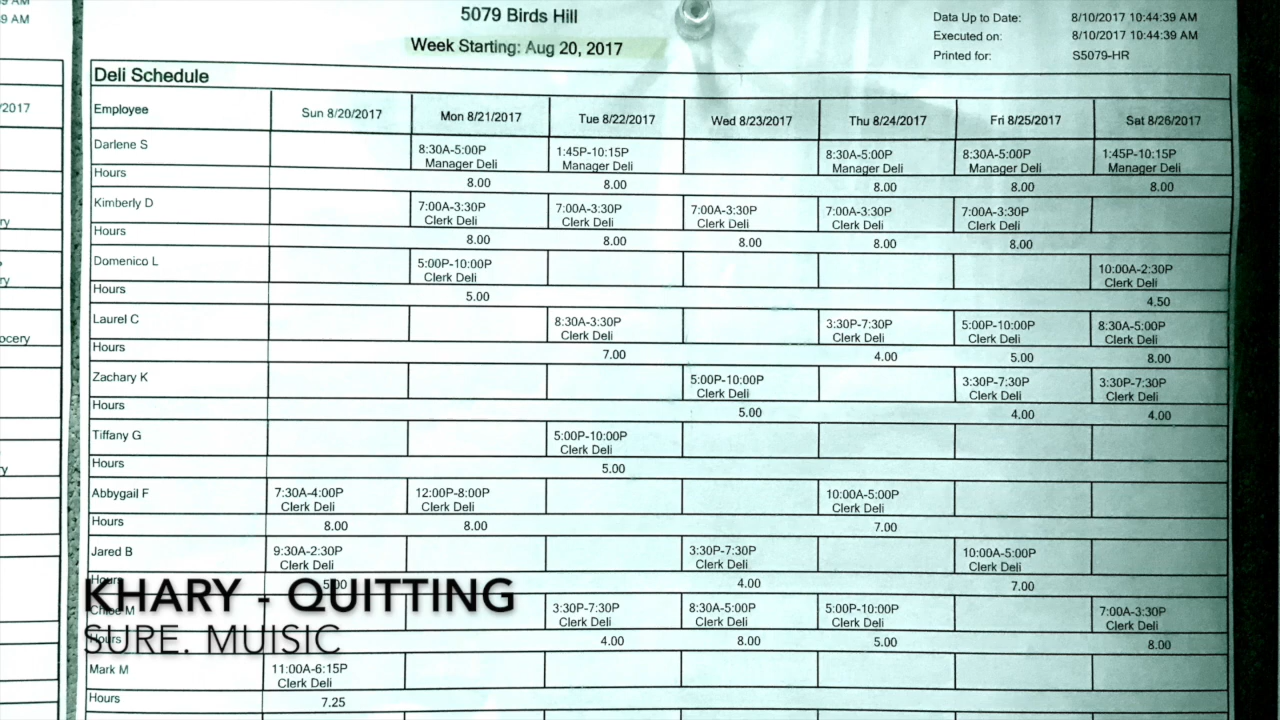 9 AM
5079 Birds Hill
Week Starting: Aug 20, 2017
Data Up to Date: 8/10/2017 10:44:39 AM
Executed on: 8/10/2017 10:44:39 AM
Printed for: S5079-HR
/2017
ocery
Deli Schedule
Employee Sun 8/20/2017 Mon 8/21/2017 Tue 8/22/2017 Wed 8/23/2017 Thu 8/24/2017 Fri 8/25/2017 Sat 8/26/2017
Darlene S 8:30A-5:00P 1:45P-10:15P 8:30A-5:00P 8:30A-5:00P 1:45P-10:15P
Manager Deli Manager Deli Manager Deli Manager Deli Manager Deli
Hours 8.00 8.00 8.00 8.00 8.00
Kimberly D 7:00A-3:30P 7:00A-3:30P 7:00A-3:30P 7:00A-3:30P 7:00A-3:30P
Clerk Deli Clerk Deli Clerk Deli Clerk Deli Clerk Deli
Hours 8.00 8.00 8.00 8.00 8.00
Domenico L 5:00P-10:00P 10:00A-2:30P
Clerk Deli Clerk Deli
Hours 5.00 4.50
Laurel C 8:30A-3:30P 3:30P-7:30P 5:00P-10:00P 8:30A-5:00P
Clerk Deli Clerk Deli Clerk Deli Clerk Deli
Hours 7.00 4.00 5.00 8.00
Zachary K 5:00P-10:00P 3:30P-7:30P 3:30P-7:30P
Clerk Deli Clerk Deli Clerk Deli
Hours 5.00 4.00 4.00
Tiffany G 5:00P-10:00P
Clerk Deli
Hours 5.00
Abbygail F 7:30A-4:00P 12:00P-8:00P 10:00A-5:00P
Clerk Deli Clerk Deli Clerk Deli
Hours 8.00 8.00 7.00
Jared B 9:30A-2:30P 3:30P-7:30P 10:00A-5:00P
Clerk Deli Clerk Deli Clerk Deli
Hours 5.00 4.00 7.00
KHARY - QUITTING
Chloe M 3:30P-7:30P 8:30A-5:00P 5:00P-10:00P 7:00A-3:30P
Clerk Deli Clerk Deli Clerk Deli Clerk Deli
Hours 4.00 8.00 5.00 8.00
SURE. MUISIC
Mark M 11:00A-6:15P
Clerk Deli
Hours 7.25